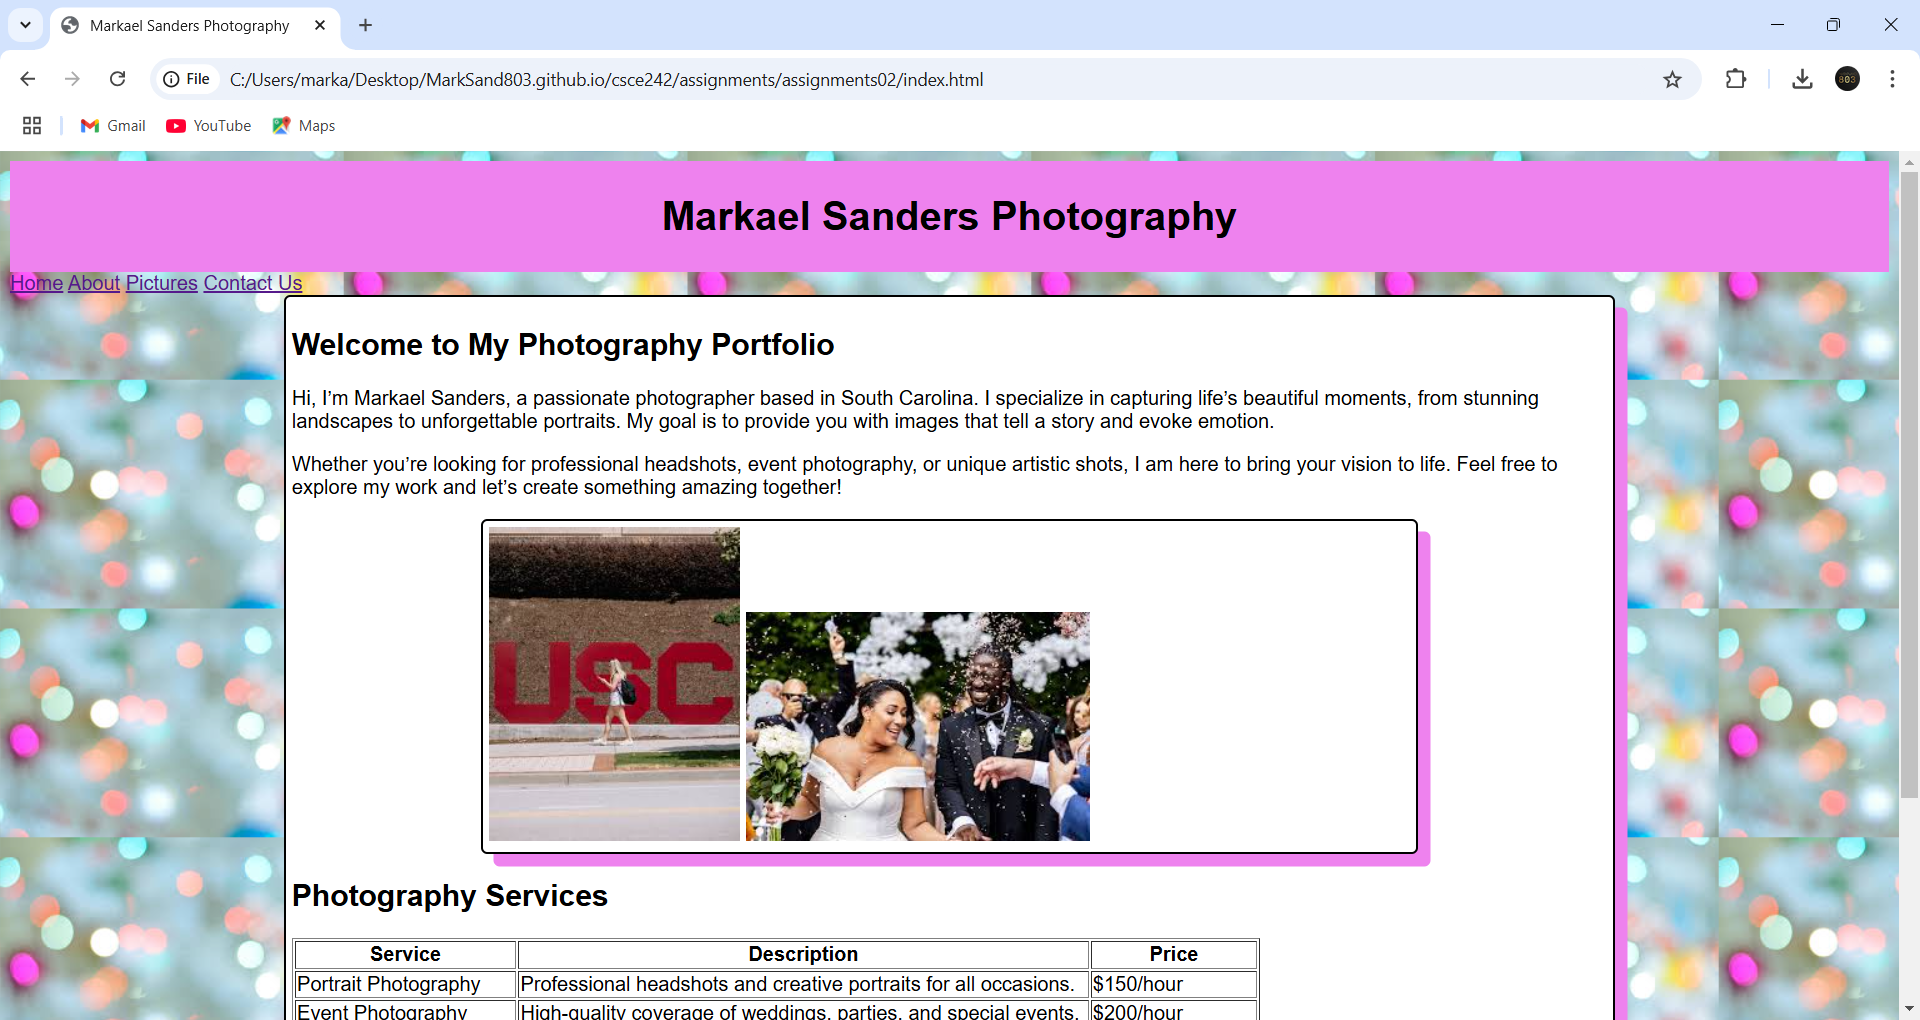 Markael Sanders Photography
File
C:/Users/marka/Desktop/MarkSand803.github.io/csce242/assignments/assignments02/index.html
803
Gmail
YouTube
Maps
Markael Sanders Photography
Home About Pictures Contact Us
Welcome to My Photography Portfolio
Hi, I’m Markael Sanders, a passionate photographer based in South Carolina. I specialize in capturing life’s beautiful moments, from stunning
landscapes to unforgettable portraits. My goal is to provide you with images that tell a story and evoke emotion.
Whether you’re looking for professional headshots, event photography, or unique artistic shots, I am here to bring your vision to life. Feel free to
explore my work and let’s create something amazing together!
USC
Photography Services
Service Description Price
Portrait Photography Professional headshots and creative portraits for all occasions. $150/hour
Event Photography High-quality coverage of weddings, parties, and special events. $200/hour